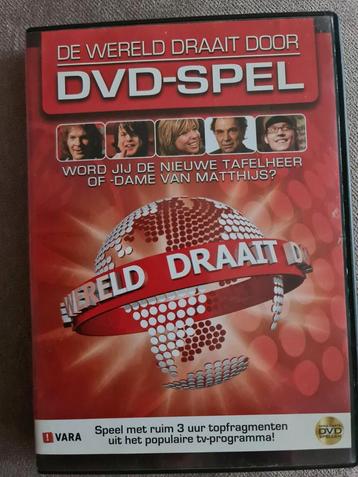 DE WERELD DRAAIT DOOR
DVD-SPEL
WORD JIJ DE NIEUWE TAFELHEER
OF -DAME VAN MATTHIJS?
WERELD DRAAIT D
VARA
Speel met ruim 3 uur topfragmenten
uit het populaire tv-programma!
DVD
SPELLEN